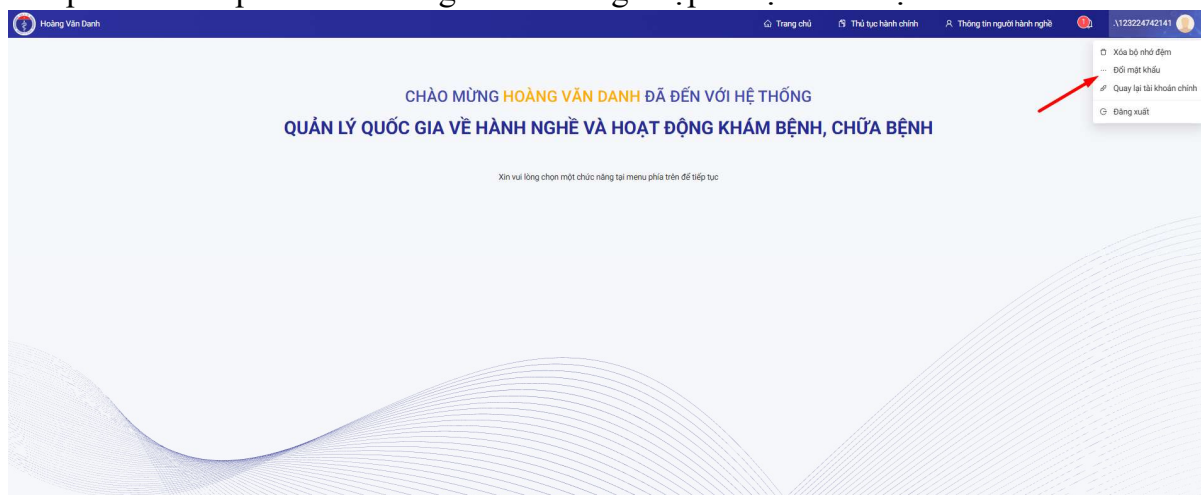 Hoàng Văn Danh
Trang chủ
Thủ tục hành chính
Thông tin người hành nghề
1
.\123224742141
Xóa bộ nhớ đệm
Đổi mật khẩu
Quay lại tài khoản chính
Đăng xuất
CHÀO MỪNG HOÀNG VĂN DANH ĐÃ ĐẾN VỚI HỆ THỐNG
QUẢN LÝ QUỐC GIA VỀ HÀNH NGHỀ VÀ HOẠT ĐỘNG KHÁM BỆNH, CHỮA BỆNH
Xin vui lòng chọn một chức năng tại menu phía trên để tiếp tục